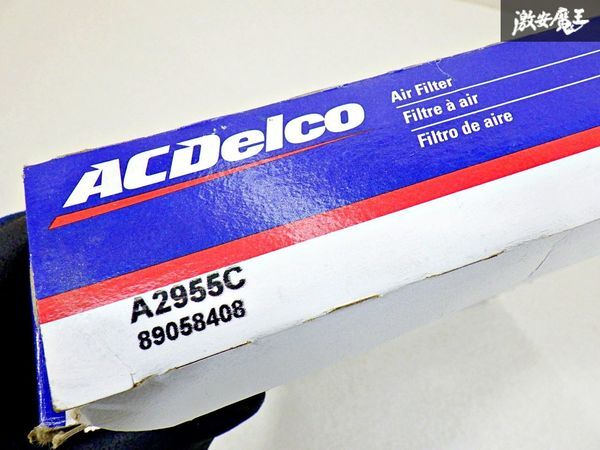 激安魔王
ACDelco
Air Filter
Filtre à air
Filtro de aire
A2955C
89058408